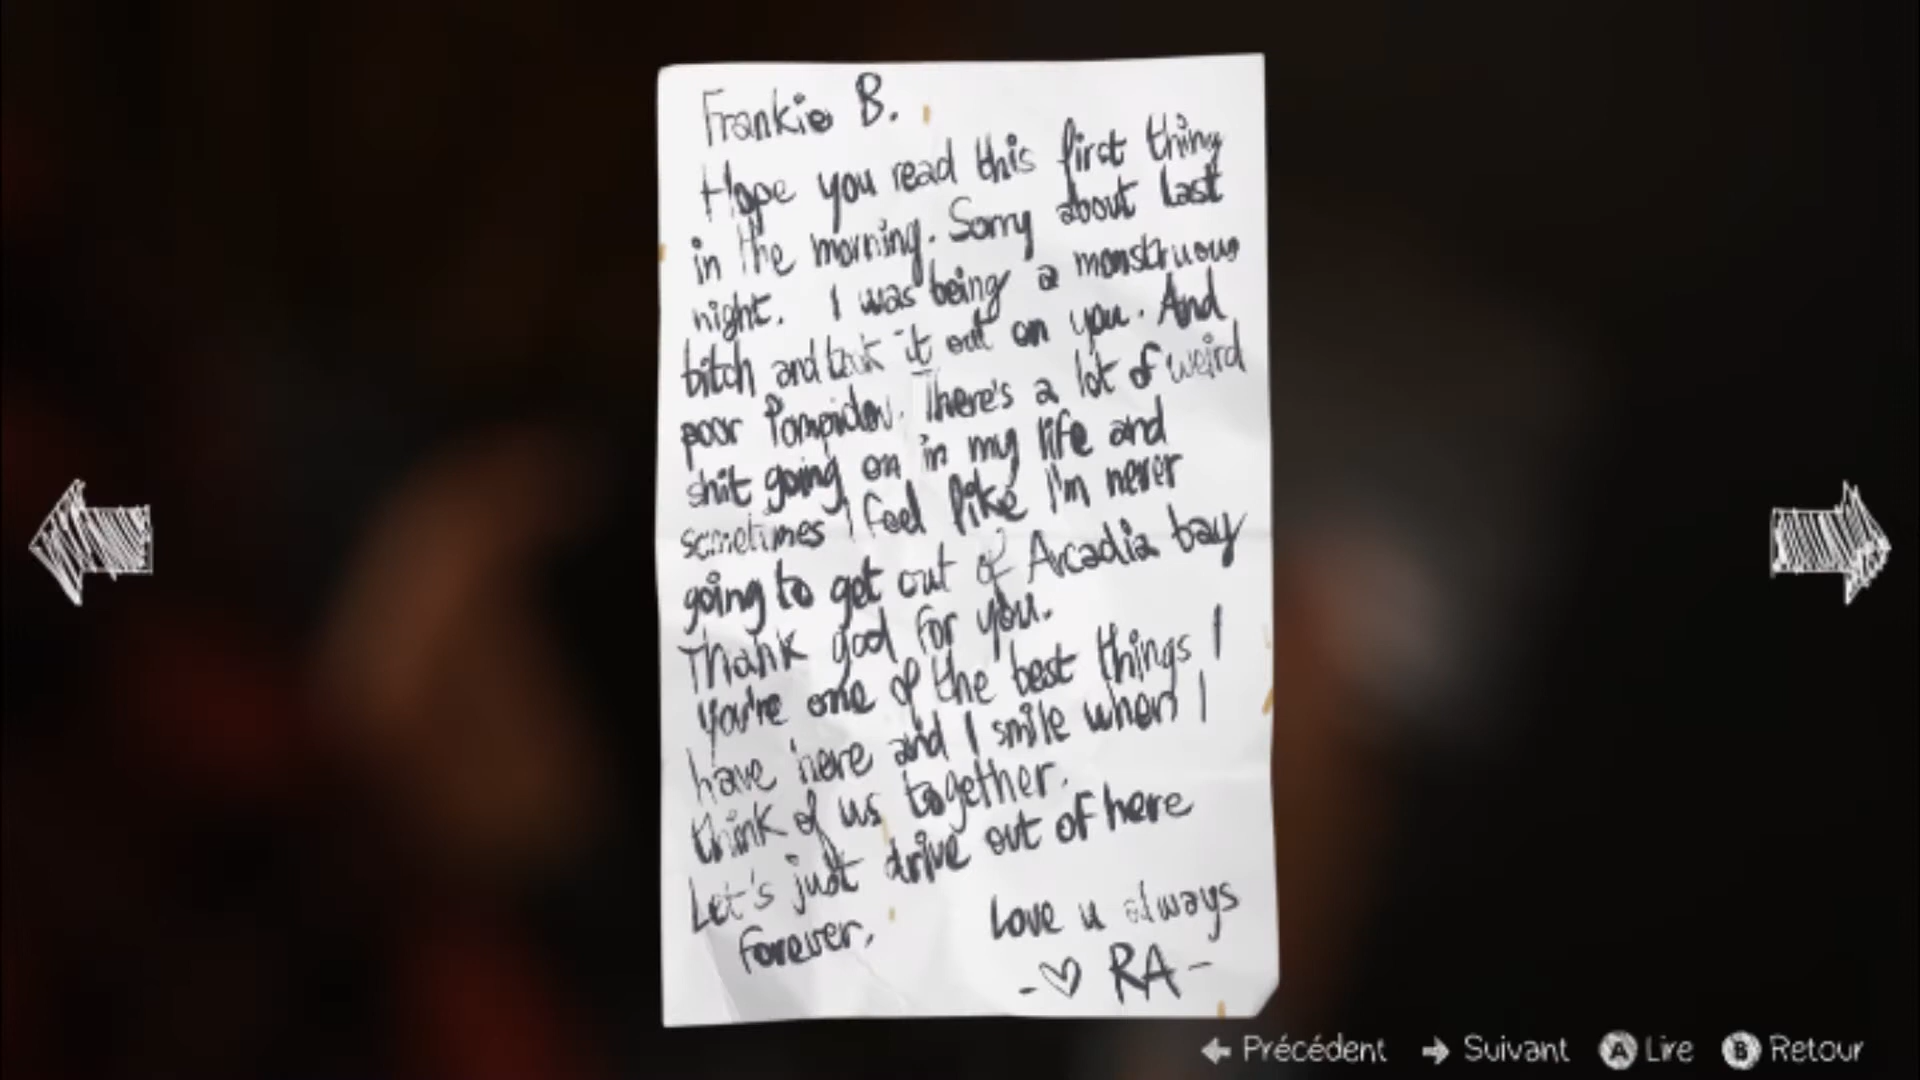 Frankie B.
Hope you read this first thing
in the morning. Sorry about last
night. I was being a monstruous
bitch and took it out on you. And
poor Pompidou. There's a lot of weird
shit going on in my life and
sometimes I feel like I'm never
going to get out of Arcadia bay
Thank god for you.
You're one of the best things I
have here and I smile when I
think of us together.
Let's just drive out of here
forever.
Love u always
-♡ RA-
Précédent Suivant A Lire B Retour